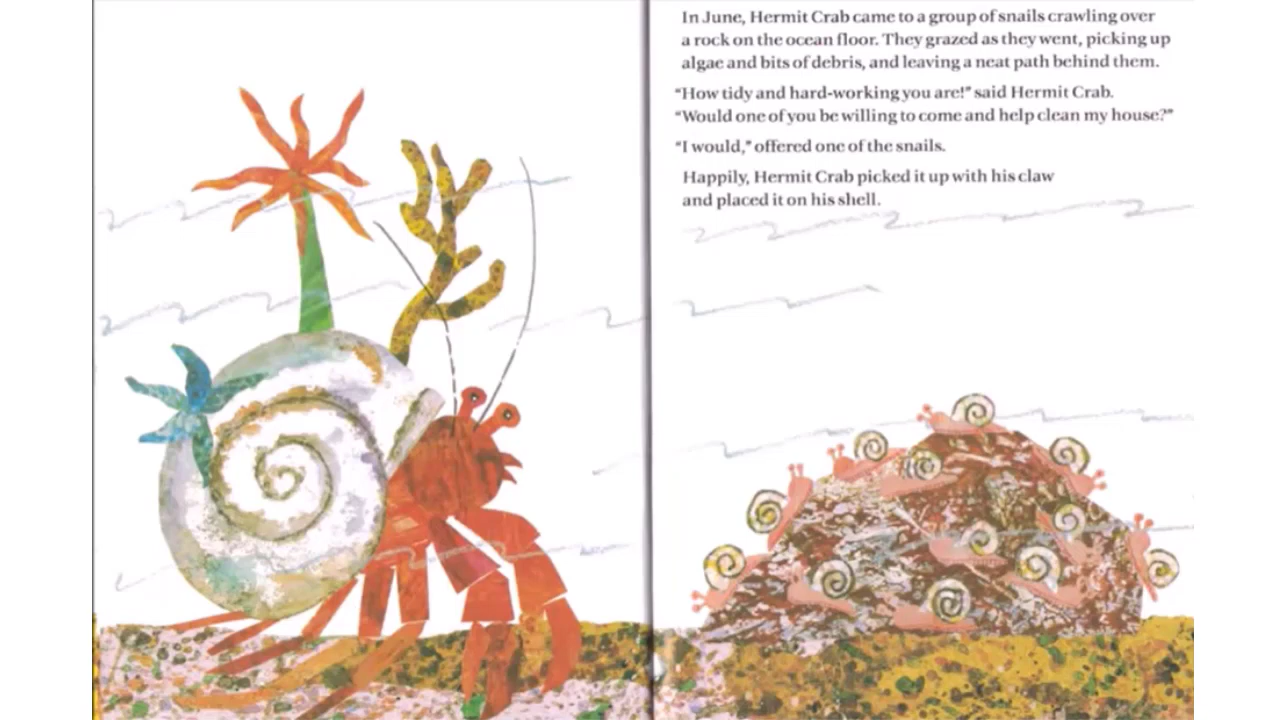 In June, Hermit Crab came to a group of snails crawling over
a rock on the ocean floor. They grazed as they went, picking up
algae and bits of debris, and leaving a neat path behind them.
“How tidy and hard-working you are!” said Hermit Crab.
“Would one of you be willing to come and help clean my house?”
“I would,” offered one of the snails.
Happily, Hermit Crab picked it up with his claw
and placed it on his shell.